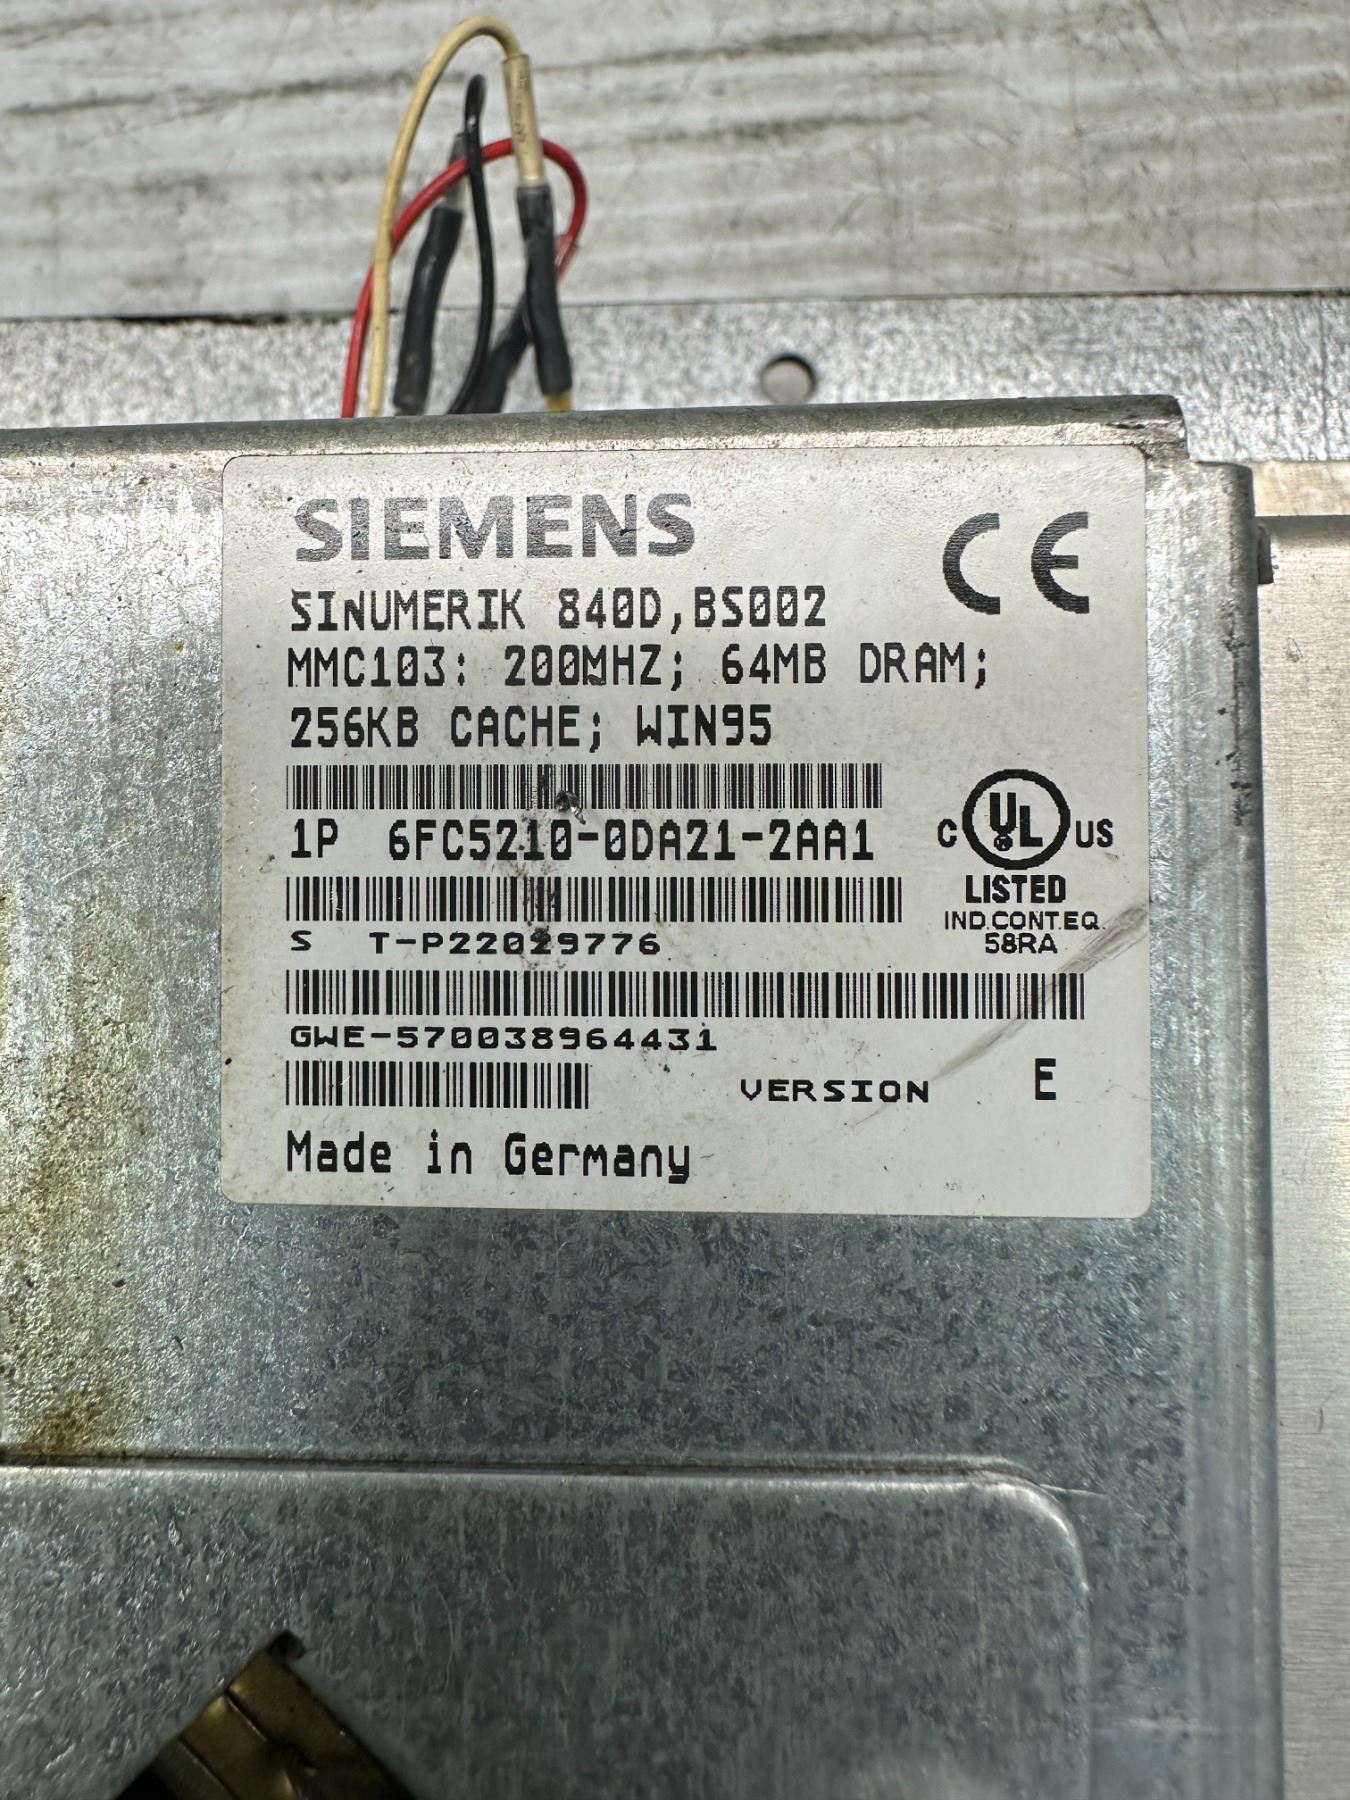 SIEMENS
CE
SINUMERIK 840D,BS002
MMC103: 200MHZ; 64MB DRAM;
256KB CACHE; WIN95
1P 6FC5210-0DA21-2AA1
C UL US
LISTED
IND.CONT.EQ.
58RA
S T-P22029776
GWE-570038964431
VERSION E
Made in Germany